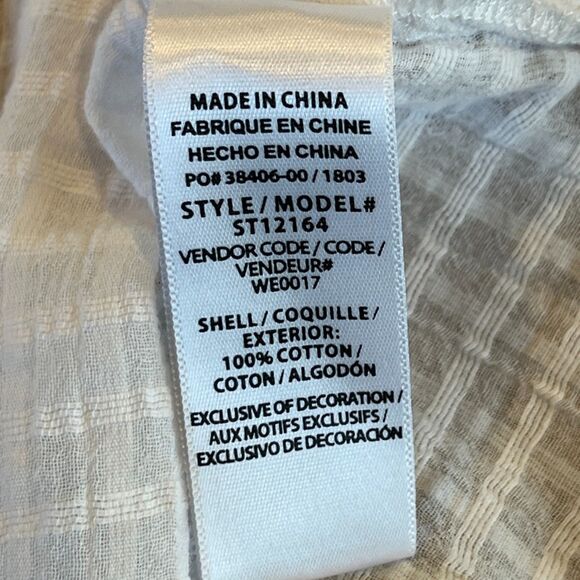 MADE IN CHINA
FABRIQUE EN CHINE
HECHO EN CHINA
PO# 38406-00 / 1803
STYLE / MODEL#
ST12164
VENDOR CODE / CODE /
VENDEUR#
WE0017
SHELL / COQUILLE /
EXTERIOR:
100% COTTON /
COTON / ALGODÓN
EXCLUSIVE OF DECORATION /
AUX MOTIFS EXCLUSIFS /
EXCLUSIVO DE DECORACIÓN